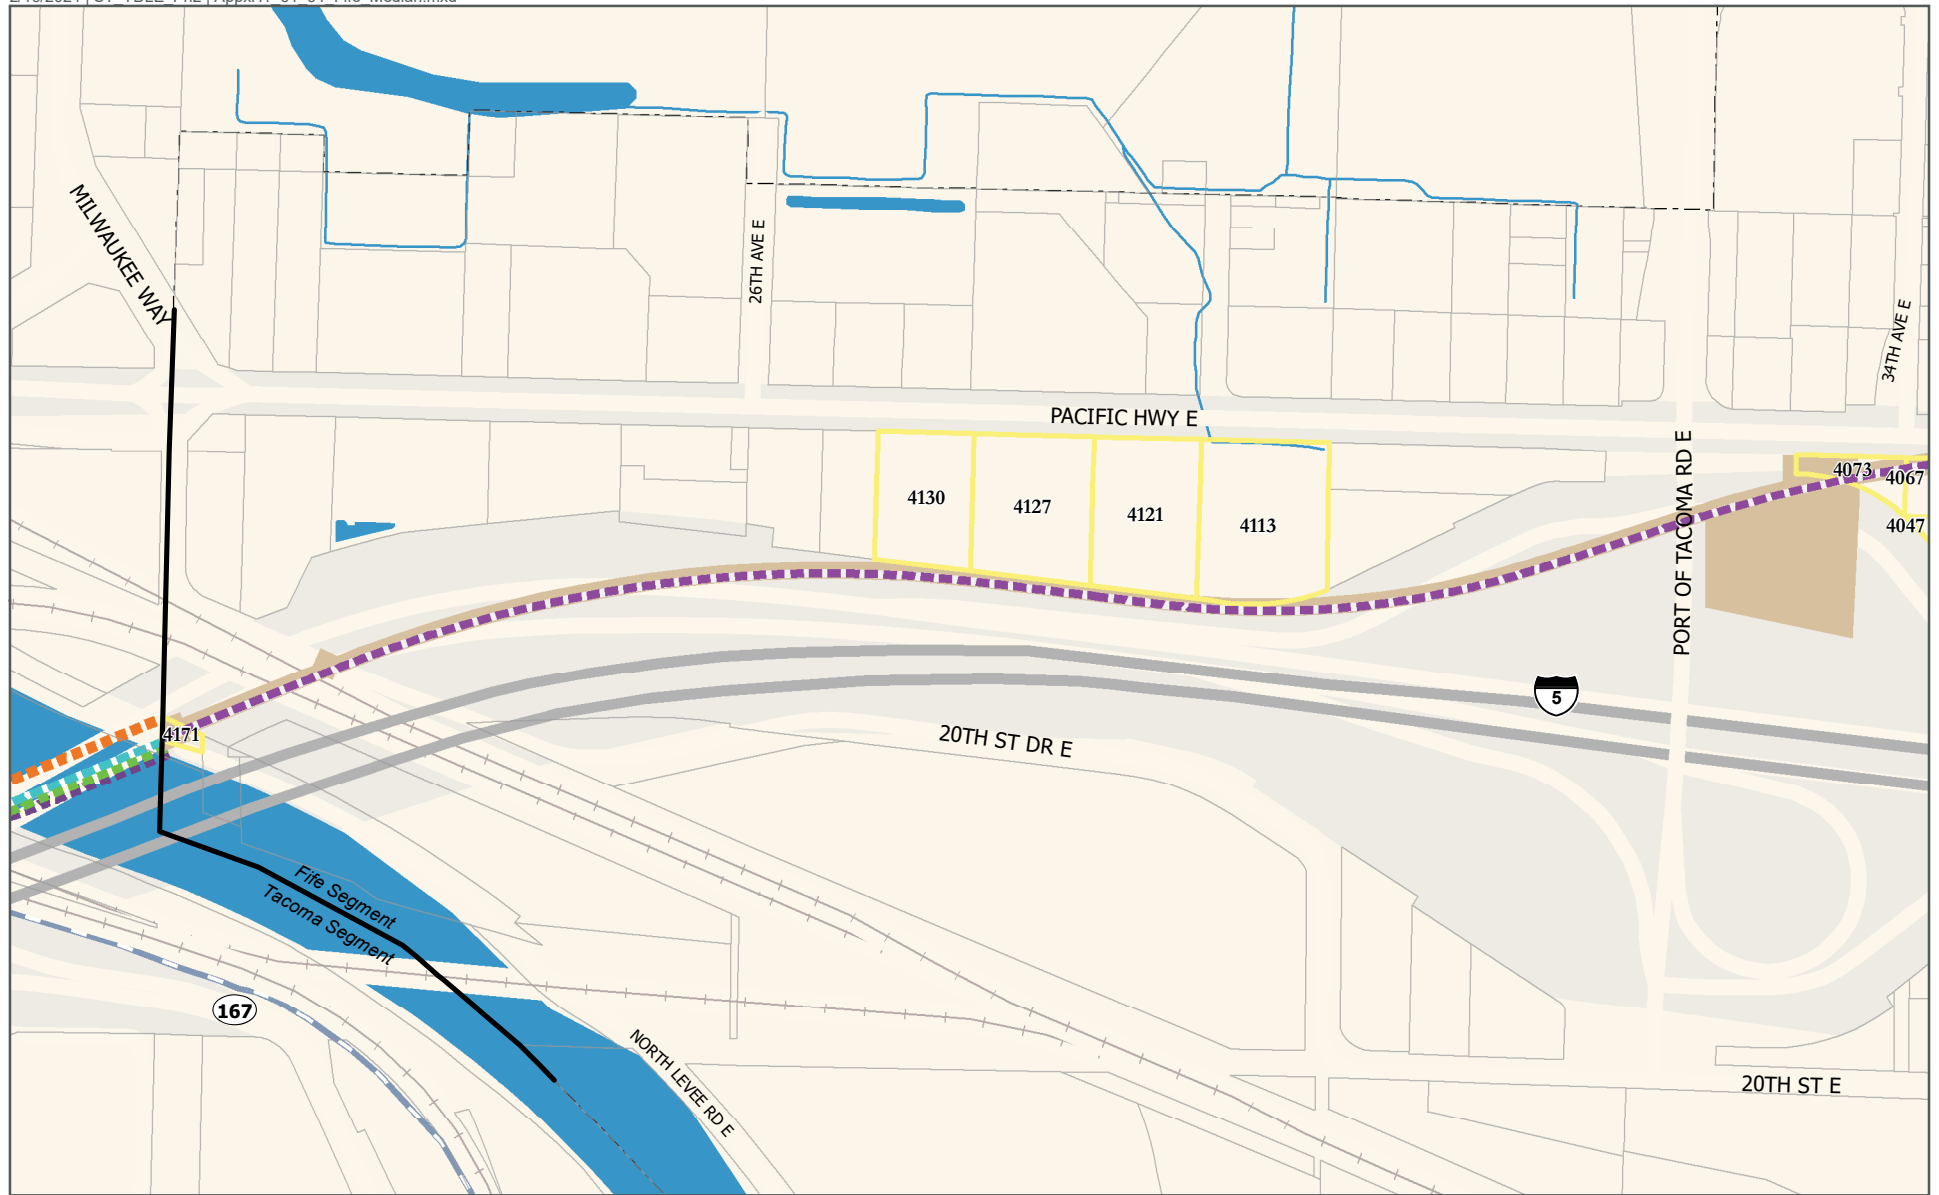 MILWAUKEE WAY
26TH AVE E
34TH AVE E
PACIFIC HWY E
PORT OF TACOMA RD E
4130
4127
4121
4113
4073
4067
4047
5
4171
20TH ST DR E
Fife Segment
Tacoma Segment
167
NORTH LEVEE RD E
20TH ST E